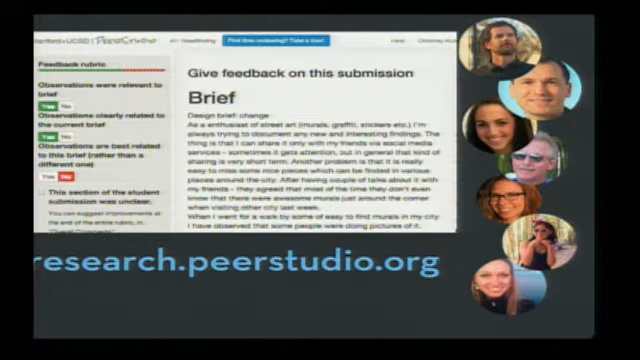 PeerStudio
First time reviewing? Take a tour!
Help
Feedback rubric
Observations were relevant to
brief
Yes No
Observations clearly related to
the current brief
Yes No
Observations are best related
to this brief (rather than a
different one)
Yes No
This section of the student
submission was unclear.
You can suggest improvements at
the end of the entire rubric, in
Give feedback on this submission
Brief
Design brief: change
As a enthusiast of street art (murals, graffiti, stickers etc.) I'm
always trying to document any new and interesting findings. The
thing is that I can share it only with my friends via social media
services - sometimes it gets attention, but in general that kind of
sharing is very short term. Another problem is that it is really
easy to miss some nice pieces which can be found in various
places around the city. After having couple of talks about it with
my friends - they agreed that most of the time they don't even
know that there were awesome murals just around the corner
when visiting other city last week.
When I went for a walk by some of easy to find murals in my city
I have observed that some people were doing pictures of it.
research.peerstudio.org